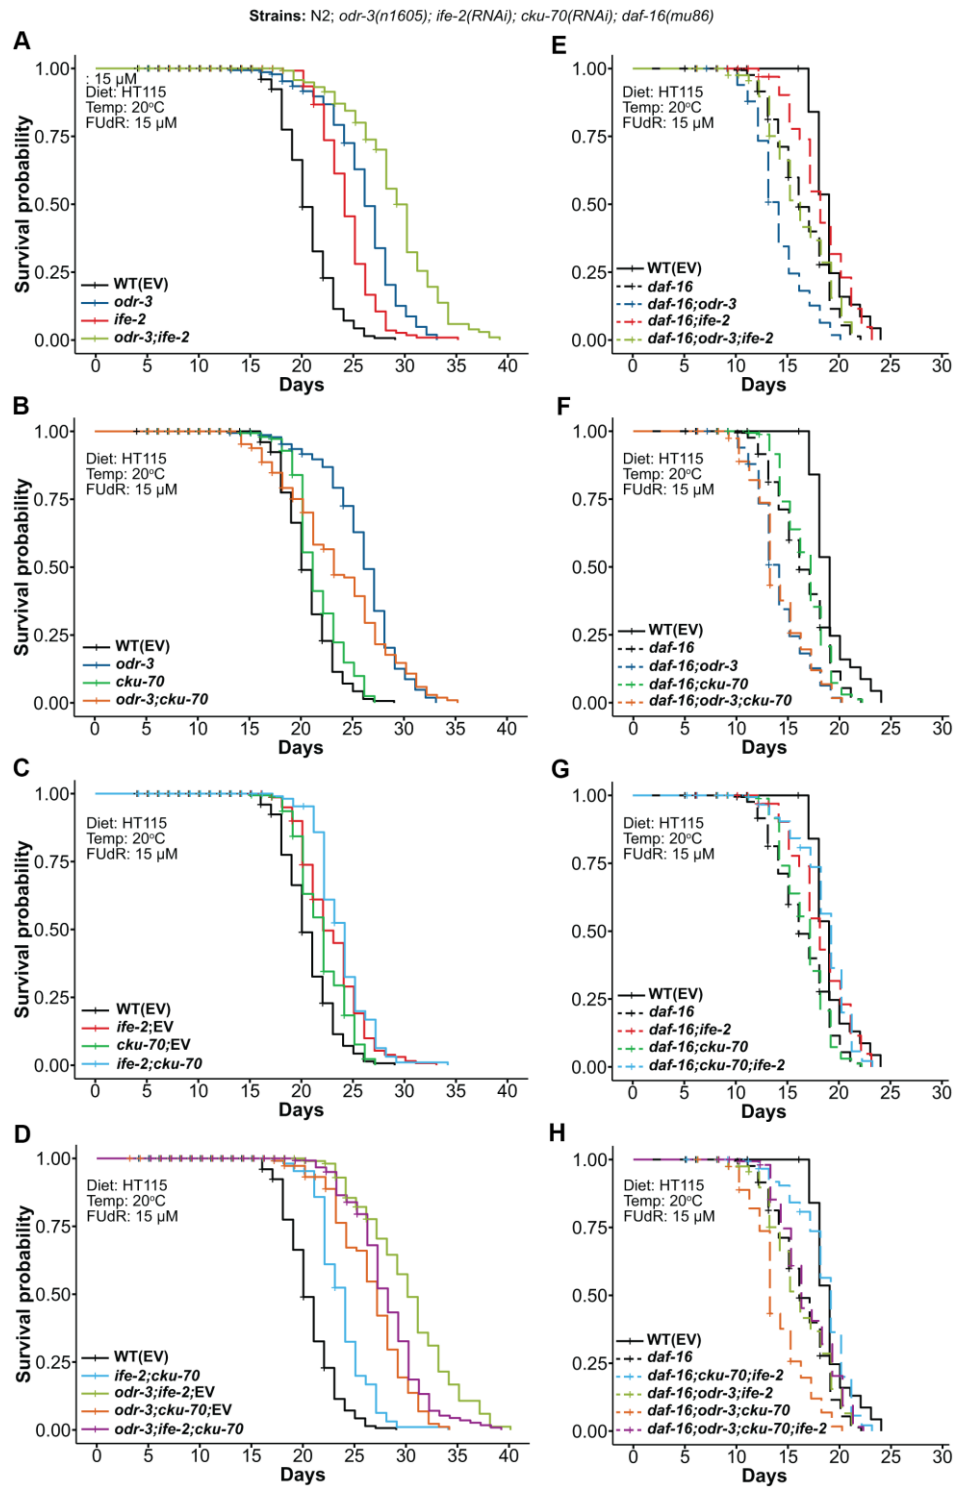 Strains: N2; odr-3(n1605); ife-2(RNAi); cku-70(RNAi); daf-16(mu86)
A
Survival probability
1.00
0.75
0.50
0.25
0.00
: 15 µM
Diet: HT115
Temp: 20°C
FUdR: 15 µM
WT(EV)
odr-3
ife-2
odr-3;ife-2
0 5 10 15 20 25 30 35 40
Days
E
1.00
0.75
0.50
0.25
0.00
Diet: HT115
Temp: 20°C
FUdR: 15 µM
WT(EV)
daf-16
daf-16;odr-3
daf-16;ife-2
daf-16;odr-3;ife-2
0 5 10 15 20 25 30
Days
B
Survival probability
1.00
0.75
0.50
0.25
0.00
Diet: HT115
Temp: 20°C
FUdR: 15 µM
WT(EV)
odr-3
cku-70
odr-3;cku-70
0 5 10 15 20 25 30 35 40
Days
F
1.00
0.75
0.50
0.25
0.00
Diet: HT115
Temp: 20°C
FUdR: 15 µM
WT(EV)
daf-16
daf-16;odr-3
daf-16;cku-70
daf-16;odr-3;cku-70
0 5 10 15 20 25 30
Days
C
Survival probability
1.00
0.75
0.50
0.25
0.00
Diet: HT115
Temp: 20°C
FUdR: 15 µM
WT(EV)
ife-2;EV
cku-70;EV
ife-2;cku-70
0 5 10 15 20 25 30 35 40
Days
G
1.00
0.75
0.50
0.25
0.00
Diet: HT115
Temp: 20°C
FUdR: 15 µM
WT(EV)
daf-16
daf-16;ife-2
daf-16;cku-70
daf-16;cku-70;ife-2
0 5 10 15 20 25 30
Days
D
Survival probability
1.00
0.75
0.50
0.25
0.00
Diet: HT115
Temp: 20°C
FUdR: 15 µM
WT(EV)
ife-2;cku-70
odr-3;ife-2;EV
odr-3;cku-70;EV
odr-3;ife-2;cku-70
0 5 10 15 20 25 30 35 40
Days
H
1.00
0.75
0.50
0.25
0.00
Diet: HT115
Temp: 20°C
FUdR: 15 µM
WT(EV)
daf-16
daf-16;cku-70;ife-2
daf-16;odr-3;ife-2
daf-16;odr-3;cku-70
daf-16;odr-3;cku-70;ife-2
0 5 10 15 20 25 30
Days